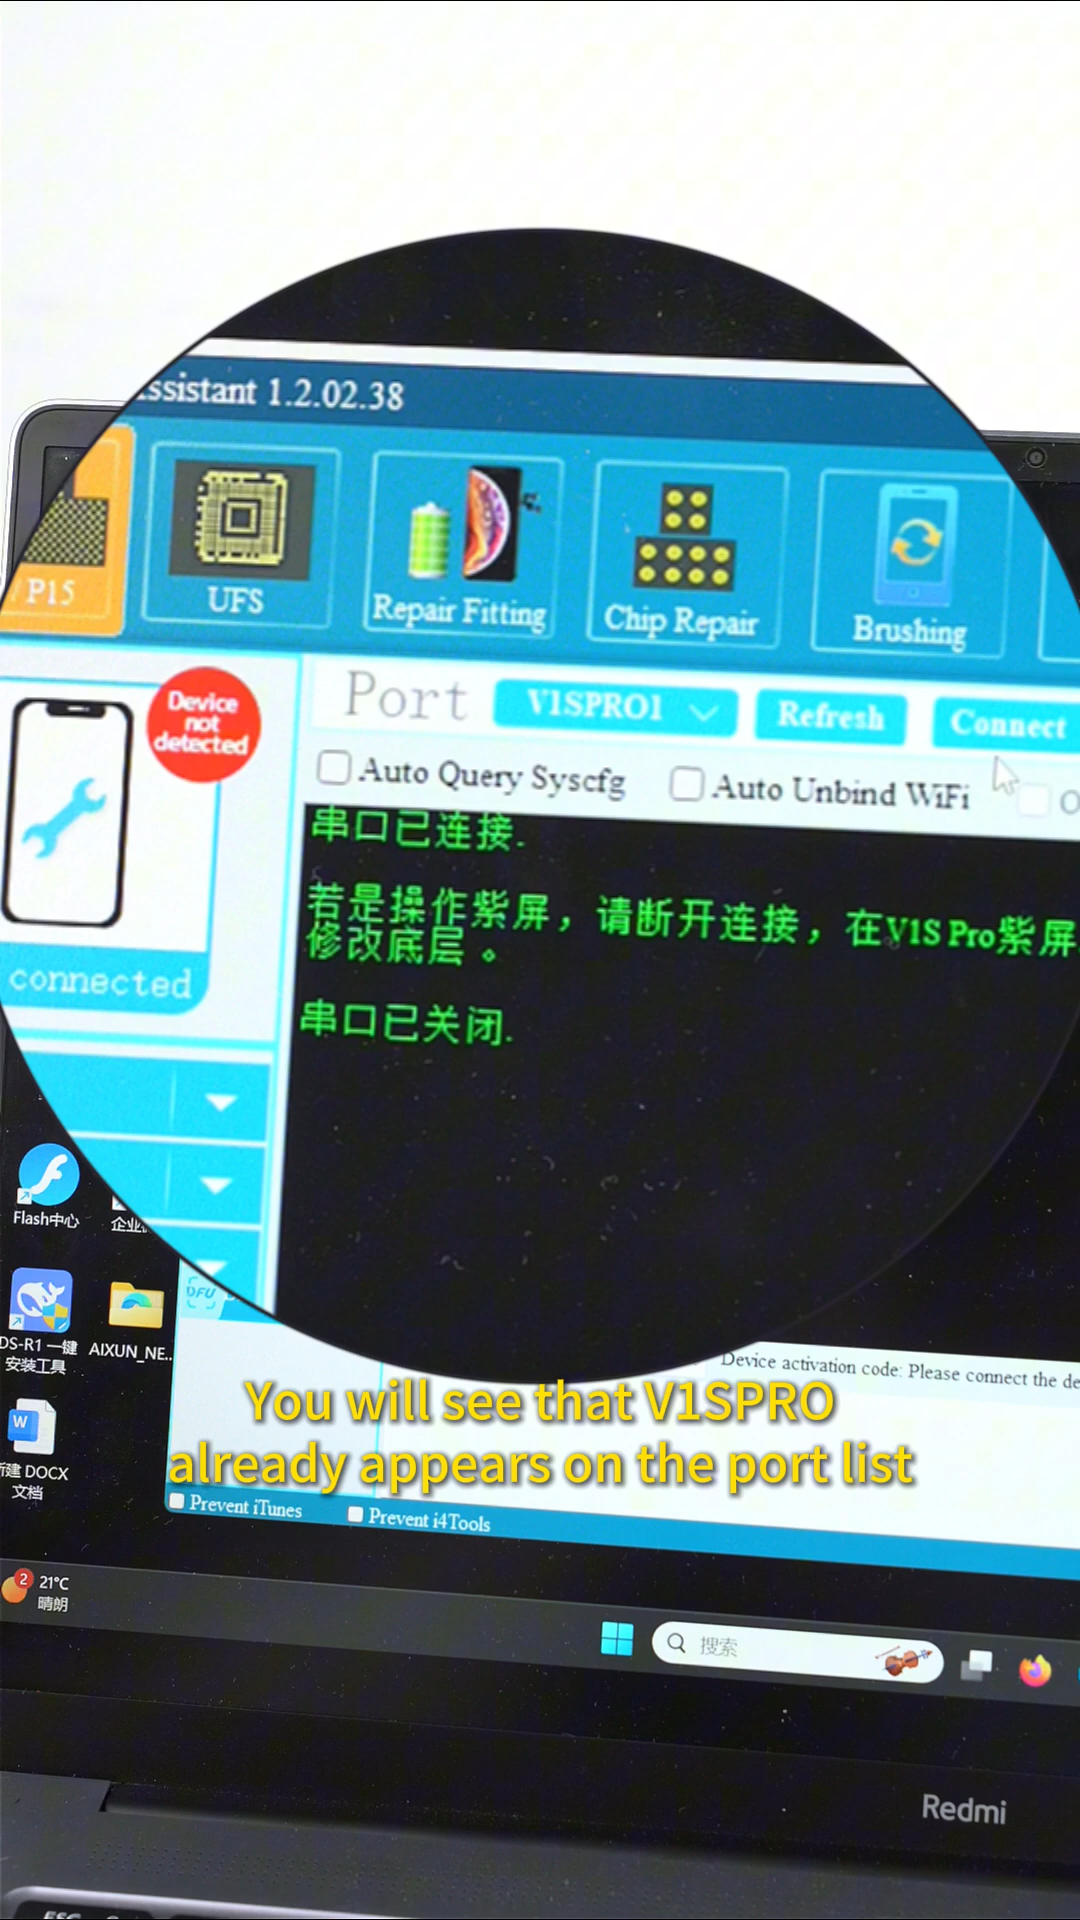 ssistant 1.2.02.38
/ P15
UFS
Repair Fitting
Chip Repair
Brushing
Device
not
detected
Port
V1SPRO1
Refresh
Connect
Auto Query Syscfg
Auto Unbind WiFi
串口已连接.
若是操作紫屏，请断开连接，在V1S Pro紫屏
修改底层。
串口已关闭.
connected
Flash中心
企业
DFU
DS-R1 一键
安装工具
AIXUN_NE...
Device activation code: Please connect the de
You will see that V1SPRO
already appears on the port list
W
新建 DOCX
文档
Prevent iTunes
Prevent i4Tools
2
21°C
晴朗
搜索
Redmi
ESC